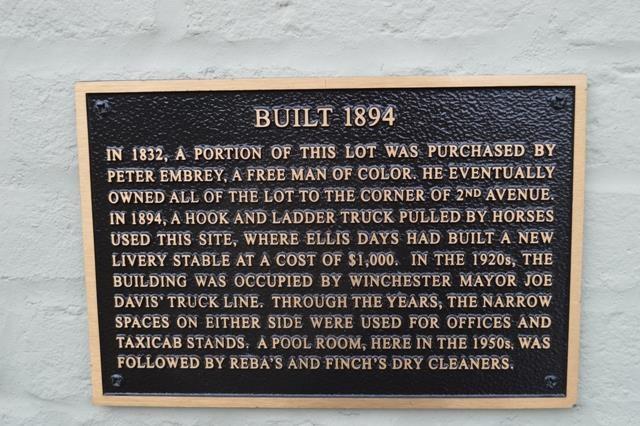 BUILT 1894
IN 1832, A PORTION OF THIS LOT WAS PURCHASED BY
PETER EMBREY, A FREE MAN OF COLOR. HE EVENTUALLY
OWNED ALL OF THE LOT TO THE CORNER OF 2ND AVENUE.
IN 1894, A HOOK AND LADDER TRUCK PULLED BY HORSES
USED THIS SITE, WHERE ELLIS DAYS HAD BUILT A NEW
LIVERY STABLE AT A COST OF $1,000. IN THE 1920s, THE
BUILDING WAS OCCUPIED BY WINCHESTER MAYOR JOE
DAVIS' TRUCK LINE. THROUGH THE YEARS, THE NARROW
SPACES ON EITHER SIDE WERE USED FOR OFFICES AND
TAXICAB STANDS. A POOL ROOM, HERE IN THE 1950s, WAS
FOLLOWED BY REBA'S AND FINCH'S DRY CLEANERS.